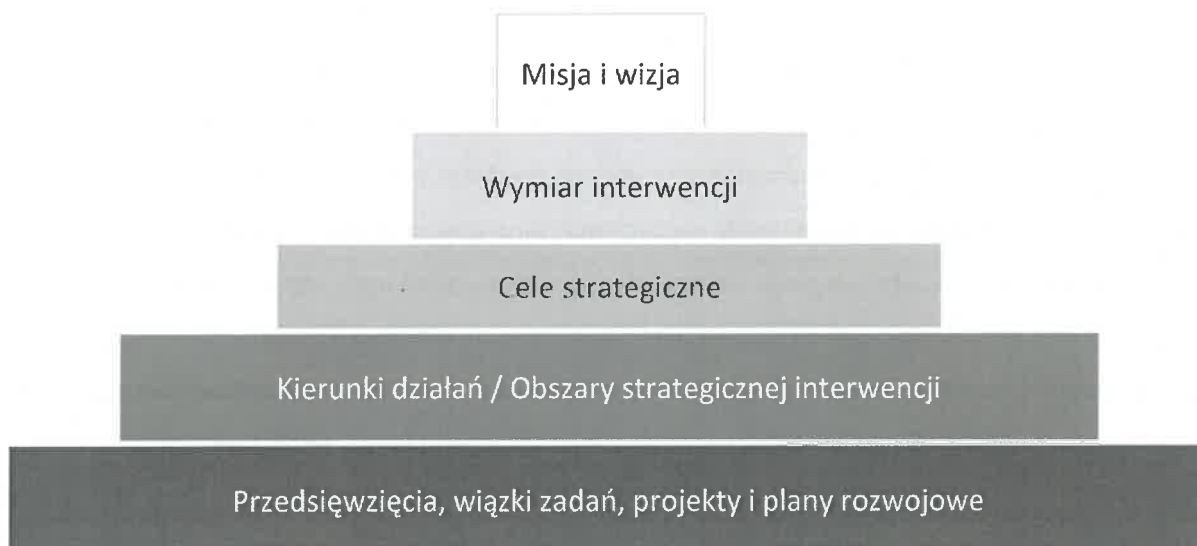 Misja i wizja
Wymiar interwencji
Cele strategiczne
Kierunki działań / Obszary strategicznej interwencji
Przedsięwzięcia, wiązki zadań, projekty i plany rozwojowe